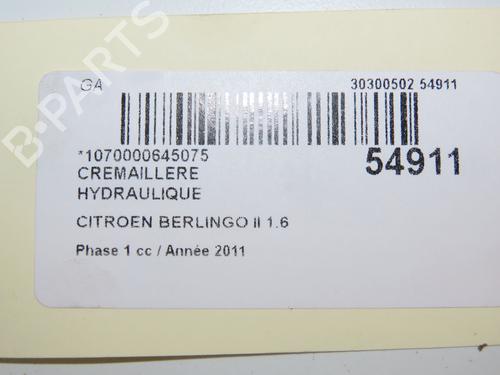 GA
30300502 54911
*1070000645075
54911
CREMAILLERE
HYDRAULIQUE
CITROEN BERLINGO II 1.6
Phase 1 cc / Année 2011
B-PARTS